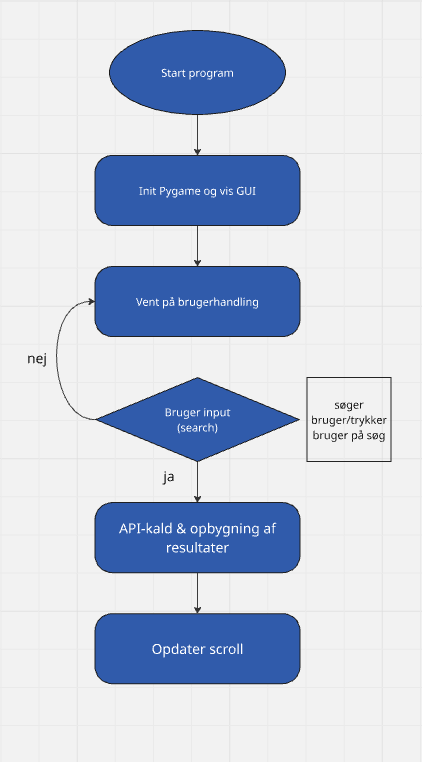 Start program
Init Pygame og vis GUI
Vent på brugerhandling
nej
Bruger input
(search)
søger
bruger/trykker
bruger på søg
ja
API-kald & opbygning af
resultater
Opdater scroll